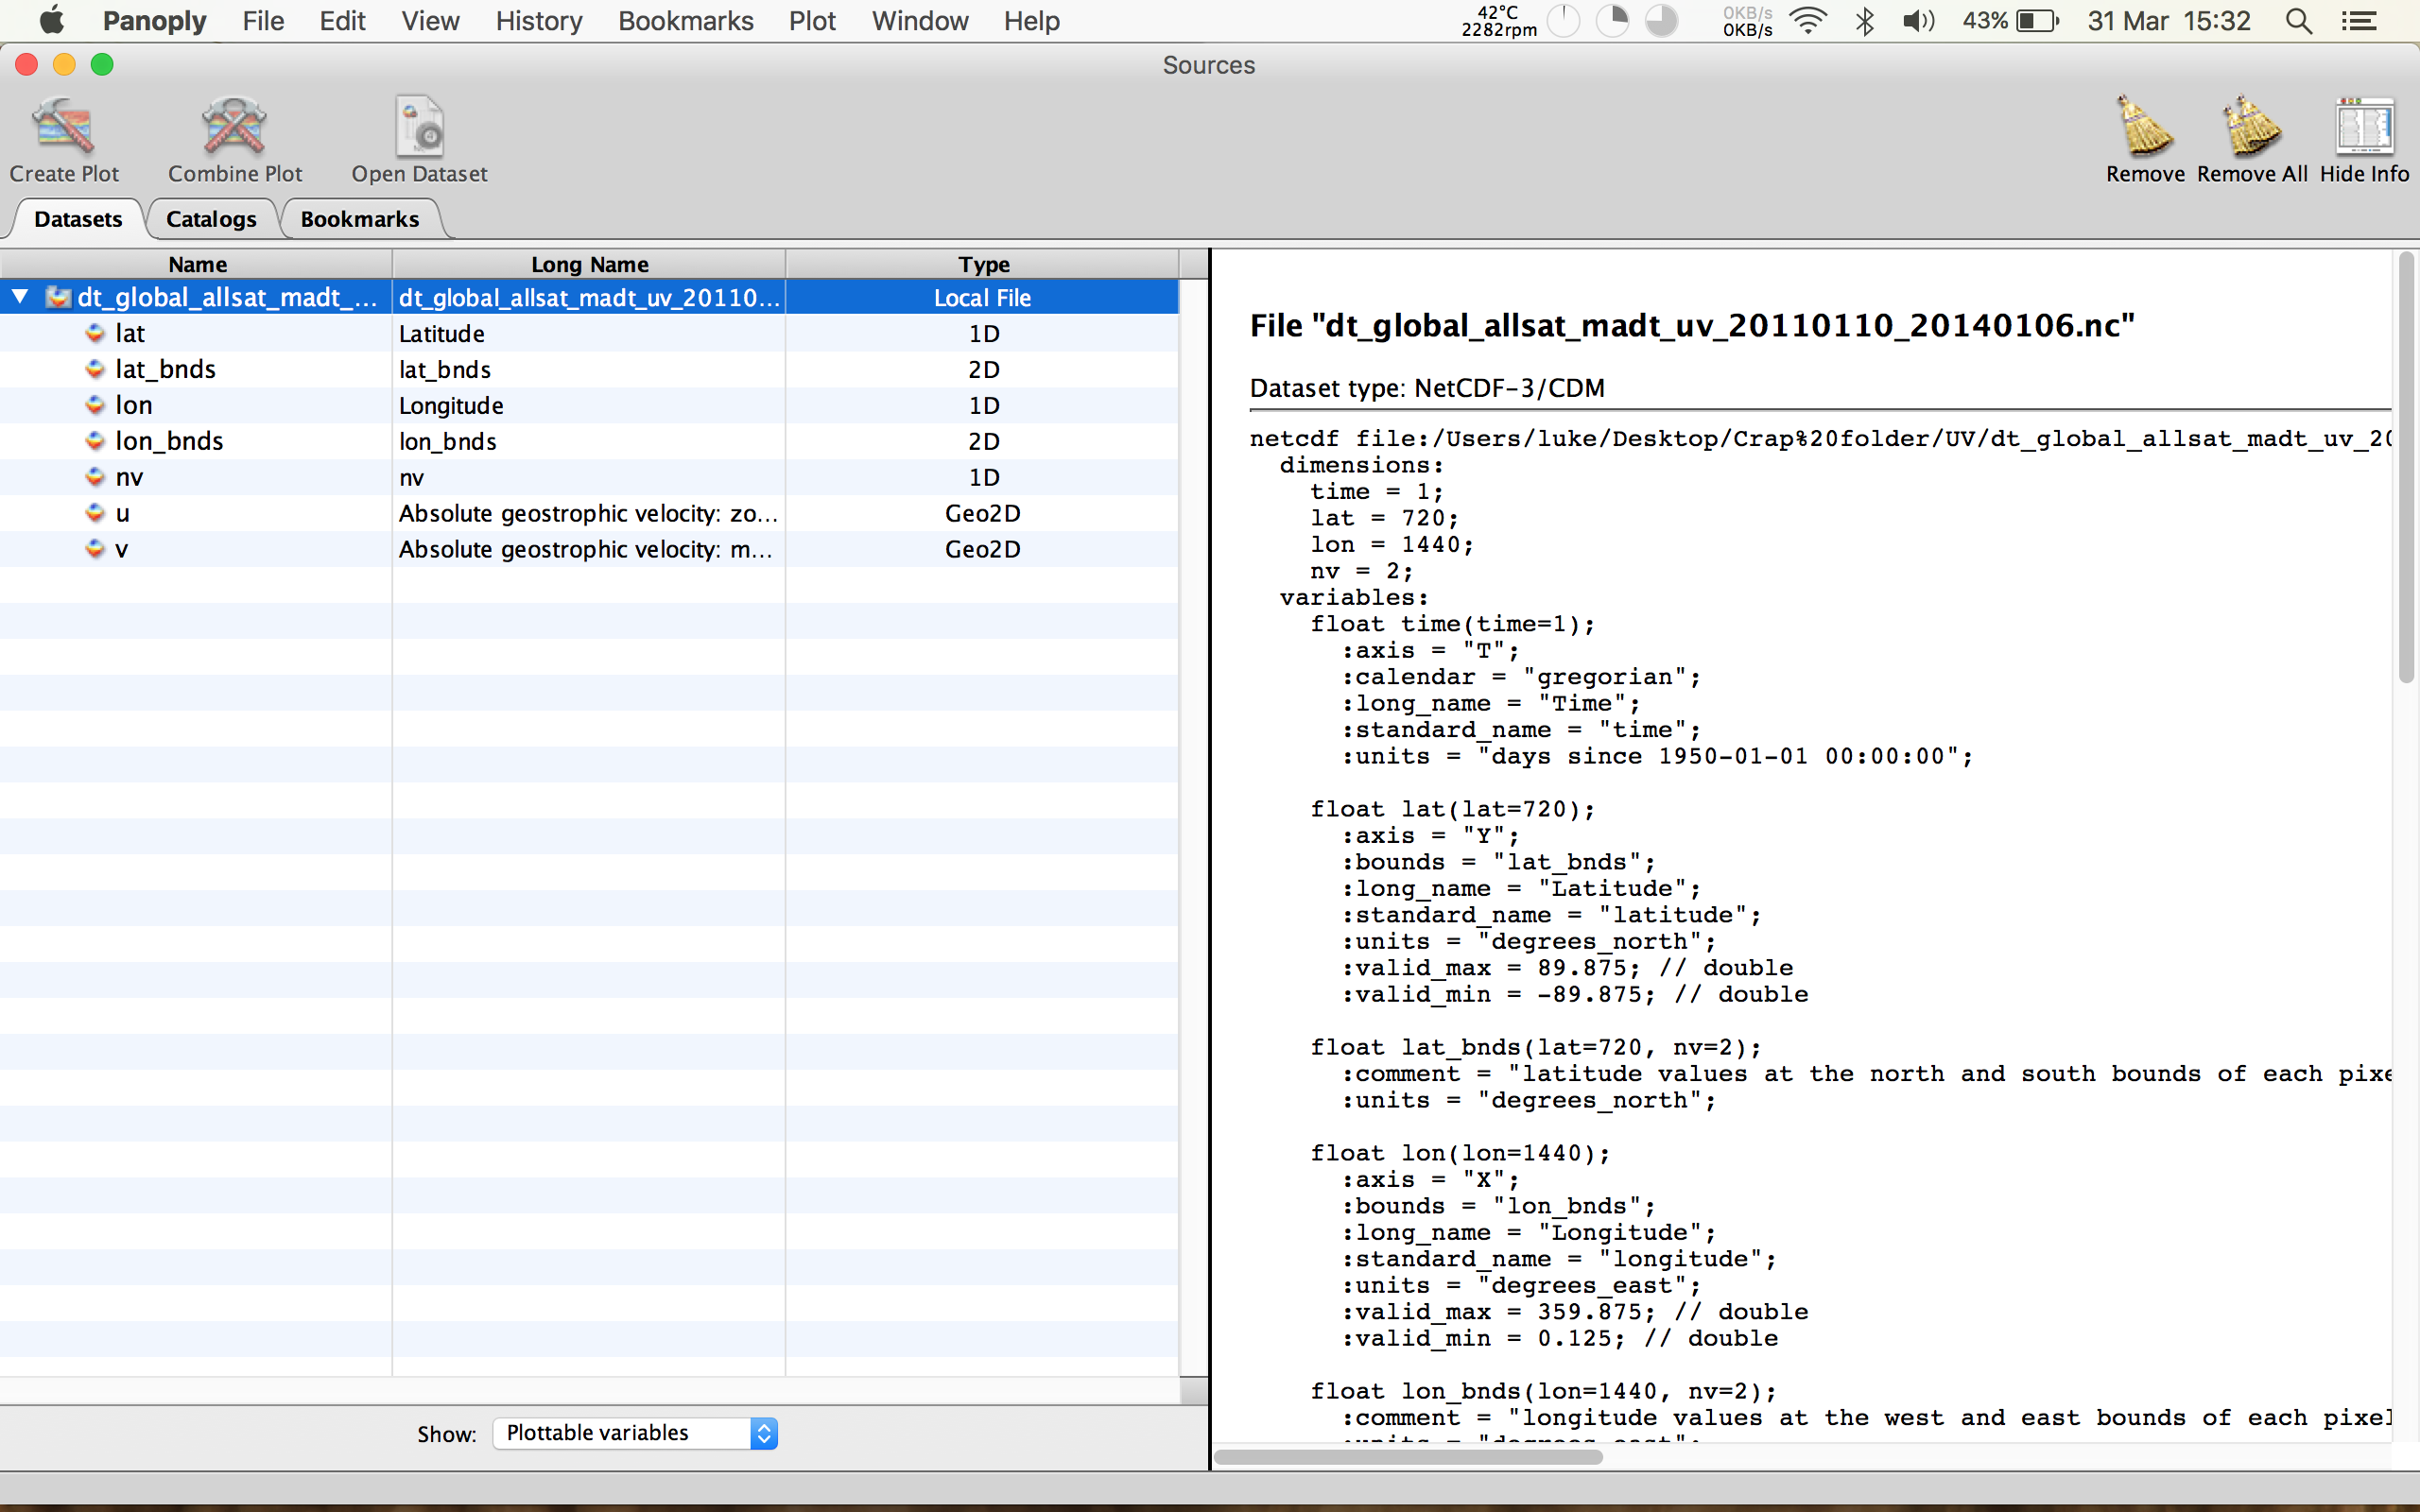 Panoply File Edit View History Bookmarks Plot Window Help 42°C 2282rpm 0KB/s 0KB/s 43% 31 Mar 15:32
Sources
Create Plot Combine Plot Open Dataset Remove Remove All Hide Info
Datasets Catalogs Bookmarks
Name Long Name Type
dt_global_allsat_madt_... dt_global_allsat_madt_uv_20110... Local File
lat Latitude 1D
lat_bnds lat_bnds 2D
lon Longitude 1D
lon_bnds lon_bnds 2D
nv nv 1D
u Absolute geostrophic velocity: zo... Geo2D
v Absolute geostrophic velocity: m... Geo2D
Show: Plottable variables
File "dt_global_allsat_madt_uv_20110110_20140106.nc"
Dataset type: NetCDF-3/CDM
netcdf file:/Users/luke/Desktop/Crap%20folder/UV/dt_global_allsat_madt_uv_20
dimensions:
time = 1;
lat = 720;
lon = 1440;
nv = 2;
variables:
float time(time=1);
:axis = "T";
:calendar = "gregorian";
:long_name = "Time";
:standard_name = "time";
:units = "days since 1950-01-01 00:00:00";
float lat(lat=720);
:axis = "Y";
:bounds = "lat_bnds";
:long_name = "Latitude";
:standard_name = "latitude";
:units = "degrees_north";
:valid_max = 89.875; // double
:valid_min = -89.875; // double
float lat_bnds(lat=720, nv=2);
:comment = "latitude values at the north and south bounds of each pixe
:units = "degrees_north";
float lon(lon=1440);
:axis = "X";
:bounds = "lon_bnds";
:long_name = "Longitude";
:standard_name = "longitude";
:units = "degrees_east";
:valid_max = 359.875; // double
:valid_min = 0.125; // double
float lon_bnds(lon=1440, nv=2);
:comment = "longitude values at the west and east bounds of each pixel
:units = "degrees_east";